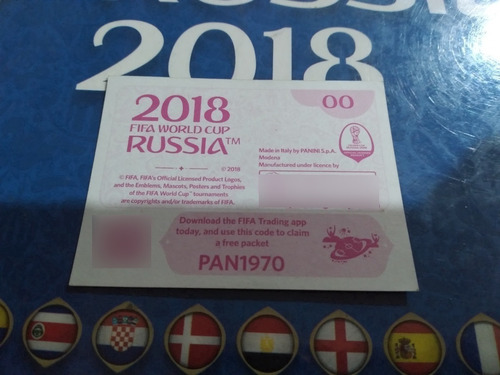 RUSSIA
2018
2018
FIFA WORLD CUP
RUSSIA™
© 2018
© FIFA, FIFA's Official Licensed Product Logos,
and the Emblems, Mascots, Posters and Trophies
of the FIFA World Cup™ tournaments
are copyrights and/or trademarks of FIFA.
00
Made in Italy by PANINI S.p.A.
Modena
Manufactured under licence by
Download the FIFA Trading app
today, and use this code to claim
a free packet
PAN1970